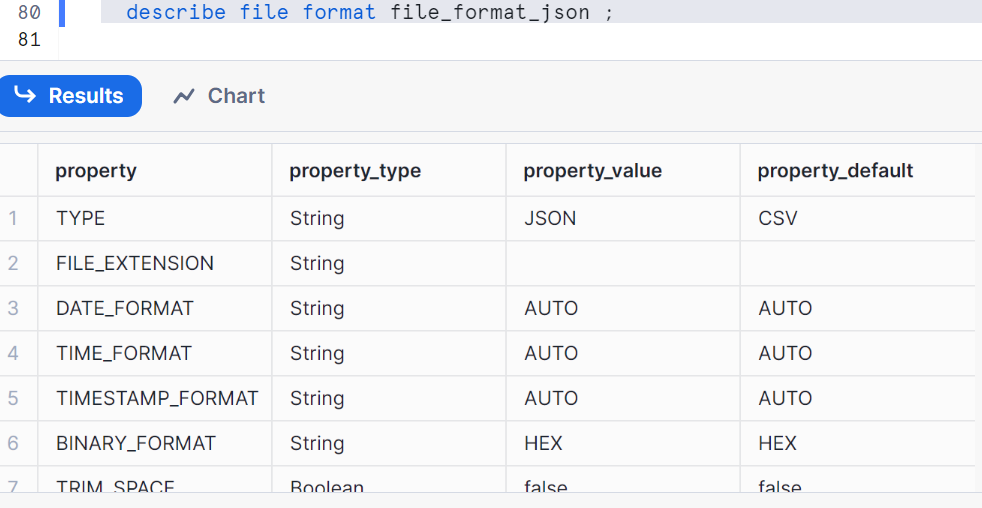 80 describe file format file_format_json ;
81
Results Chart
property property_type property_value property_default
1 TYPE String JSON CSV
2 FILE_EXTENSION String
3 DATE_FORMAT String AUTO AUTO
4 TIME_FORMAT String AUTO AUTO
5 TIMESTAMP_FORMAT String AUTO AUTO
6 BINARY_FORMAT String HEX HEX
7 TRIM_SPACE Boolean false false